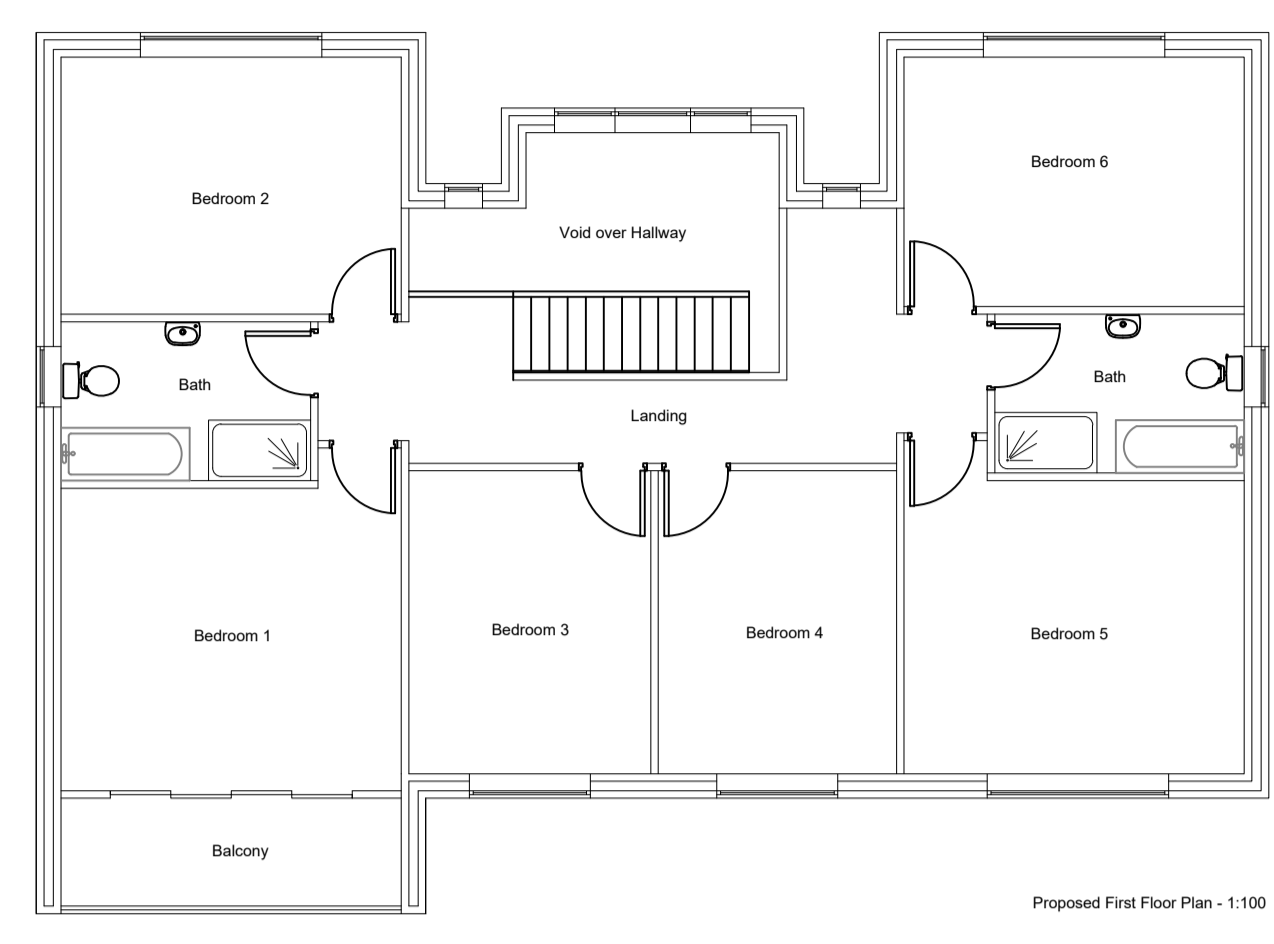 Bedroom 2
Bedroom 6
Void over Hallway
Bath
Bath
Landing
Bedroom 1
Bedroom 3
Bedroom 4
Bedroom 5
Balcony
Proposed First Floor Plan - 1:100